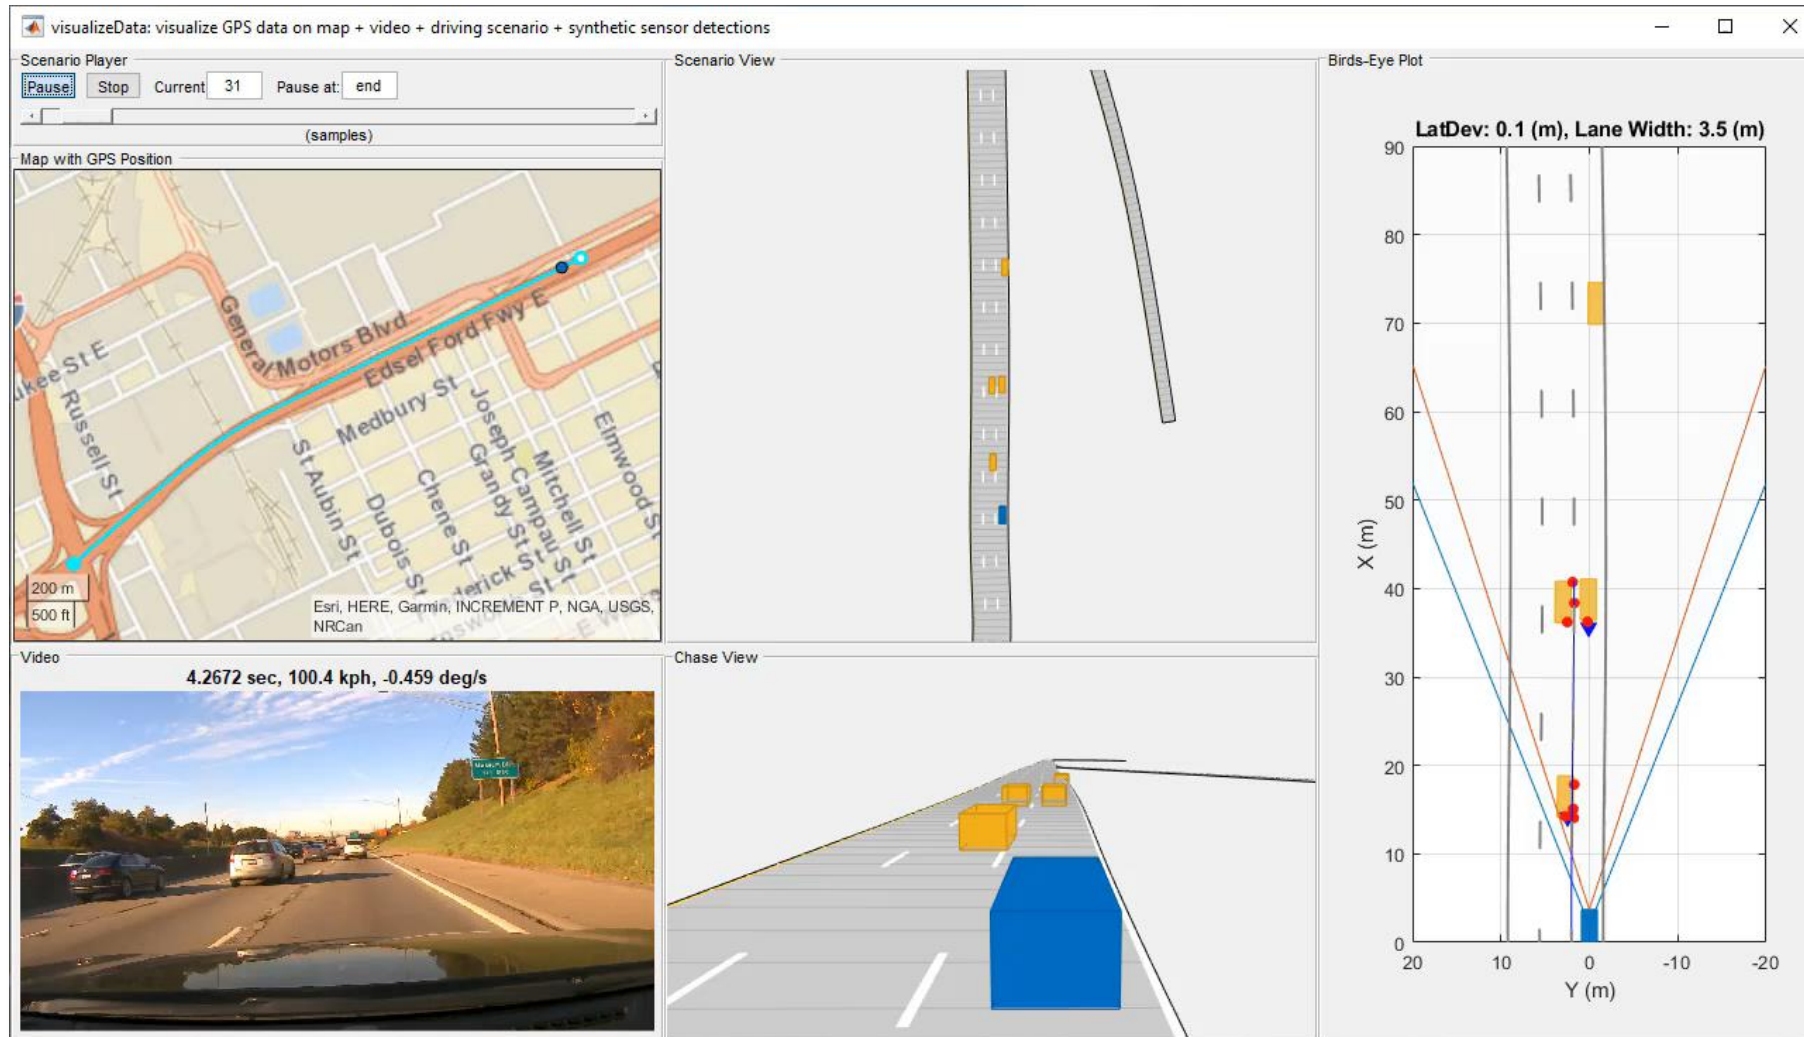 visualizeData: visualize GPS data on map + video + driving scenario + synthetic sensor detections
Scenario Player
Pause
Stop
Current
31
Pause at:
end
(samples)
Map with GPS Position
General Motors Blvd
Edsel Ford Fwy E
ukee St E
Russell St
Medbury St
St Aubin St
Dubois St
Chene St
Grandy St
Joseph Campau St
Mitchell St
Elmwood St
200 m
500 ft
Esri, HERE, Garmin, INCREMENT P, NGA, USGS,
NRCan
Video
4.2672 sec, 100.4 kph, -0.459 deg/s
Scenario View
Chase View
Birds-Eye Plot
LatDev: 0.1 (m), Lane Width: 3.5 (m)
X (m)
90
80
70
60
50
40
30
20
10
0
20 10 0 -10 -20
Y (m)